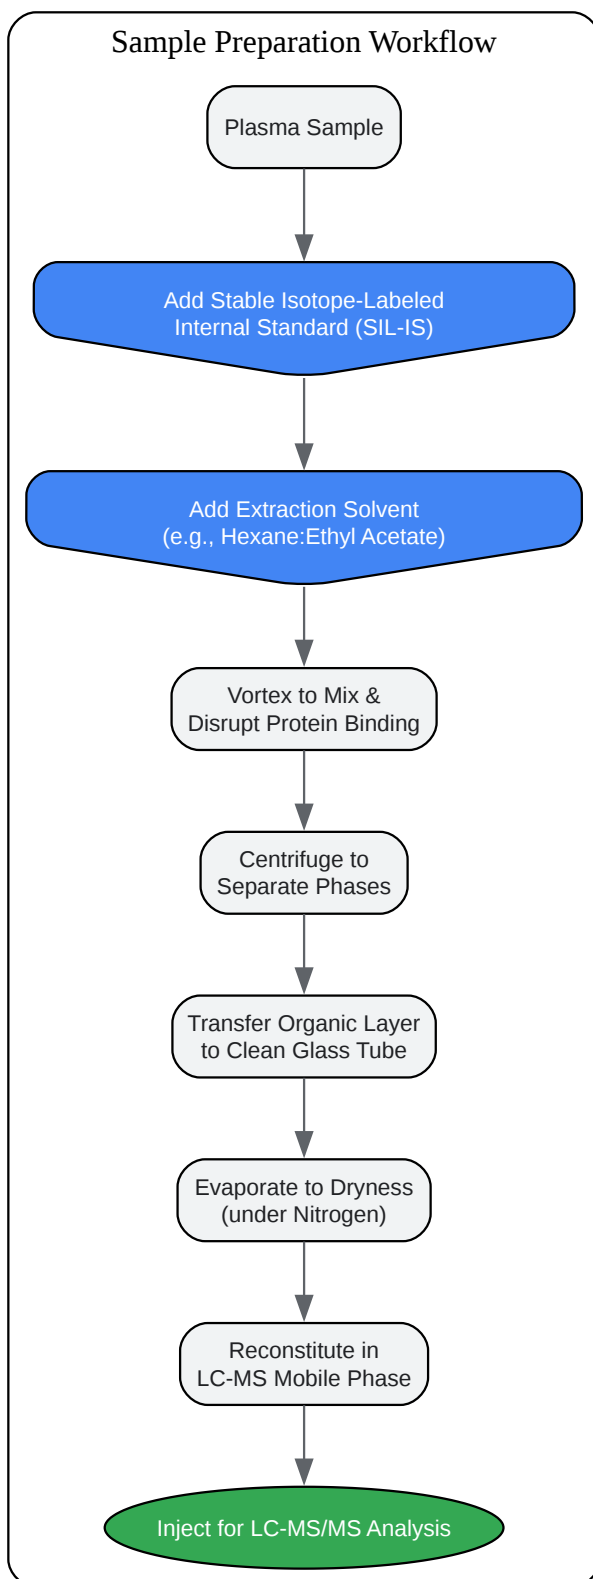 Sample Preparation Workflow
Plasma Sample
Add Stable Isotope-Labeled
Internal Standard (SIL-IS)
Add Extraction Solvent
(e.g., Hexane:Ethyl Acetate)
Vortex to Mix &
Disrupt Protein Binding
Centrifuge to
Separate Phases
Transfer Organic Layer
to Clean Glass Tube
Evaporate to Dryness
(under Nitrogen)
Reconstitute in
LC-MS Mobile Phase
Inject for LC-MS/MS Analysis